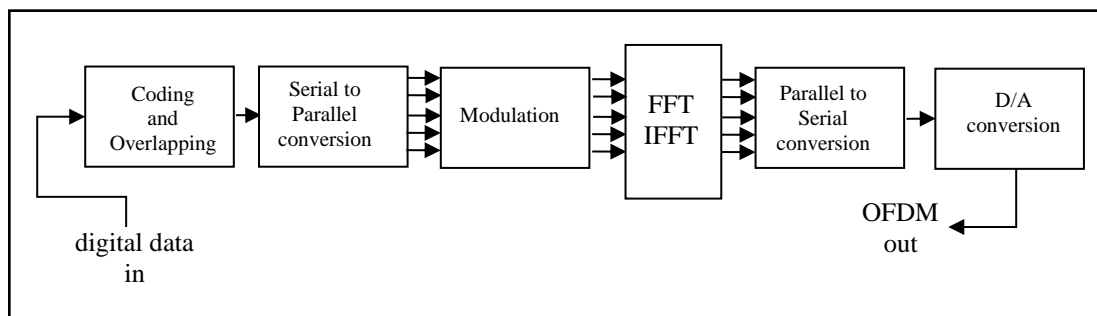 Coding
and
Overlapping
Serial to
Parallel
conversion
Modulation
FFT
IFFT
Parallel to
Serial
conversion
D/A
conversion
digital data
in
OFDM
out